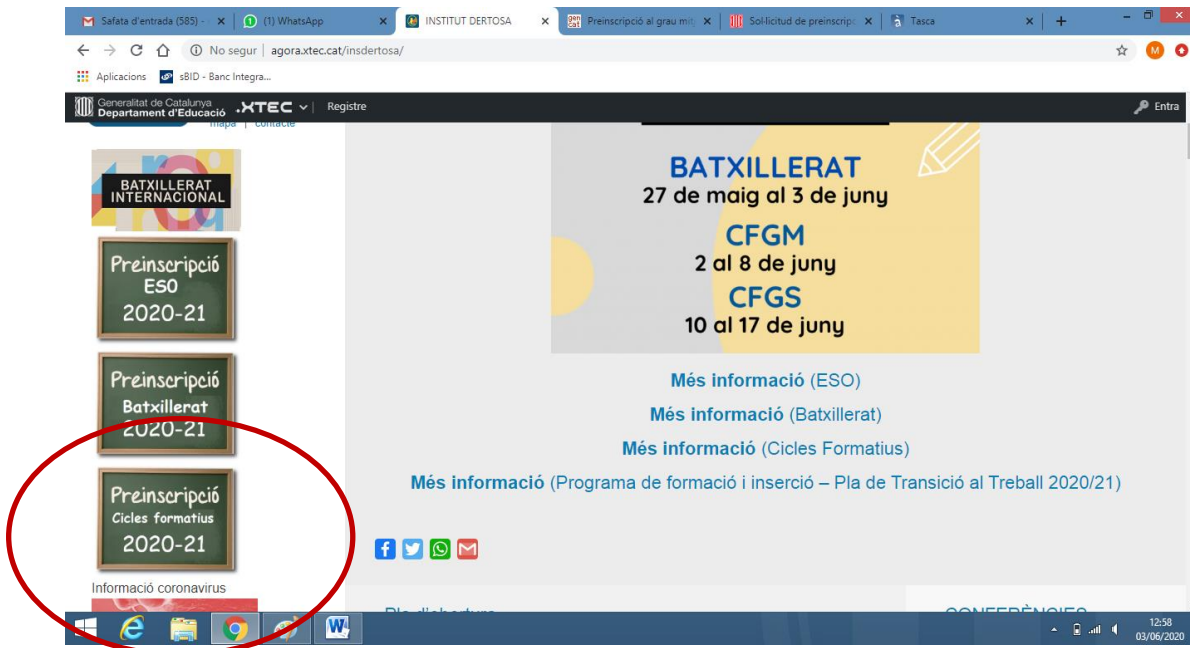 Safata d'entrada (585) -
(1) WhatsApp
INSTITUT DERTOSA
Preinscripció al grau mit
Sol·licitud de preinscripc
Tasca
No segur | agora.xtec.cat/insdertosa/
M
Aplicacions
sBID - Banc Integra...
Generalitat de Catalunya
Departament d'Educació
.XTEC
Registre
Entra
mapa | contacte
BATXILLERAT
INTERNACIONAL
Preinscripció
ESO
2020-21
Preinscripció
Batxillerat
2020-21
Preinscripció
Cicles formatius
2020-21
Informació coronavirus
BATXILLERAT
27 de maig al 3 de juny
CFGM
2 al 8 de juny
CFGS
10 al 17 de juny
Més informació (ESO)
Més informació (Batxillerat)
Més informació (Cicles Formatius)
Més informació (Programa de formació i inserció – Pla de Transició al Treball 2020/21)
Pla d'obertura
CONFERÈNCIES
12:58
03/06/2020